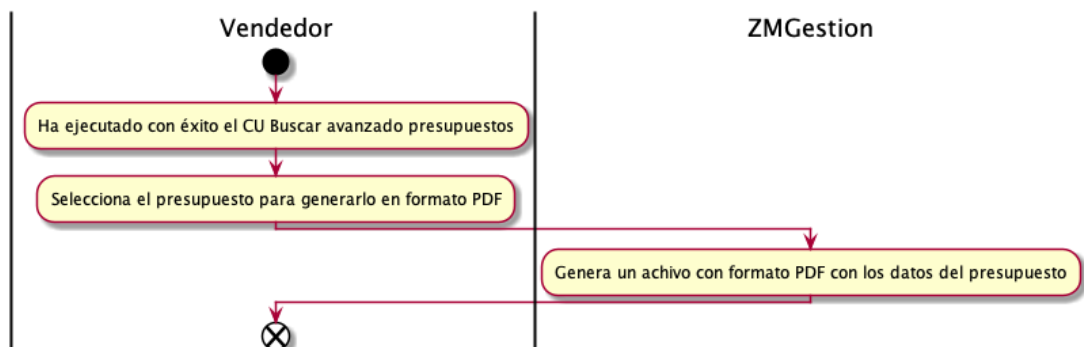 Vendedor
ZMGestion
Ha ejecutado con éxito el CU Buscar avanzado presupuestos
Selecciona el presupuesto para generarlo en formato PDF
Genera un achivo con formato PDF con los datos del presupuesto